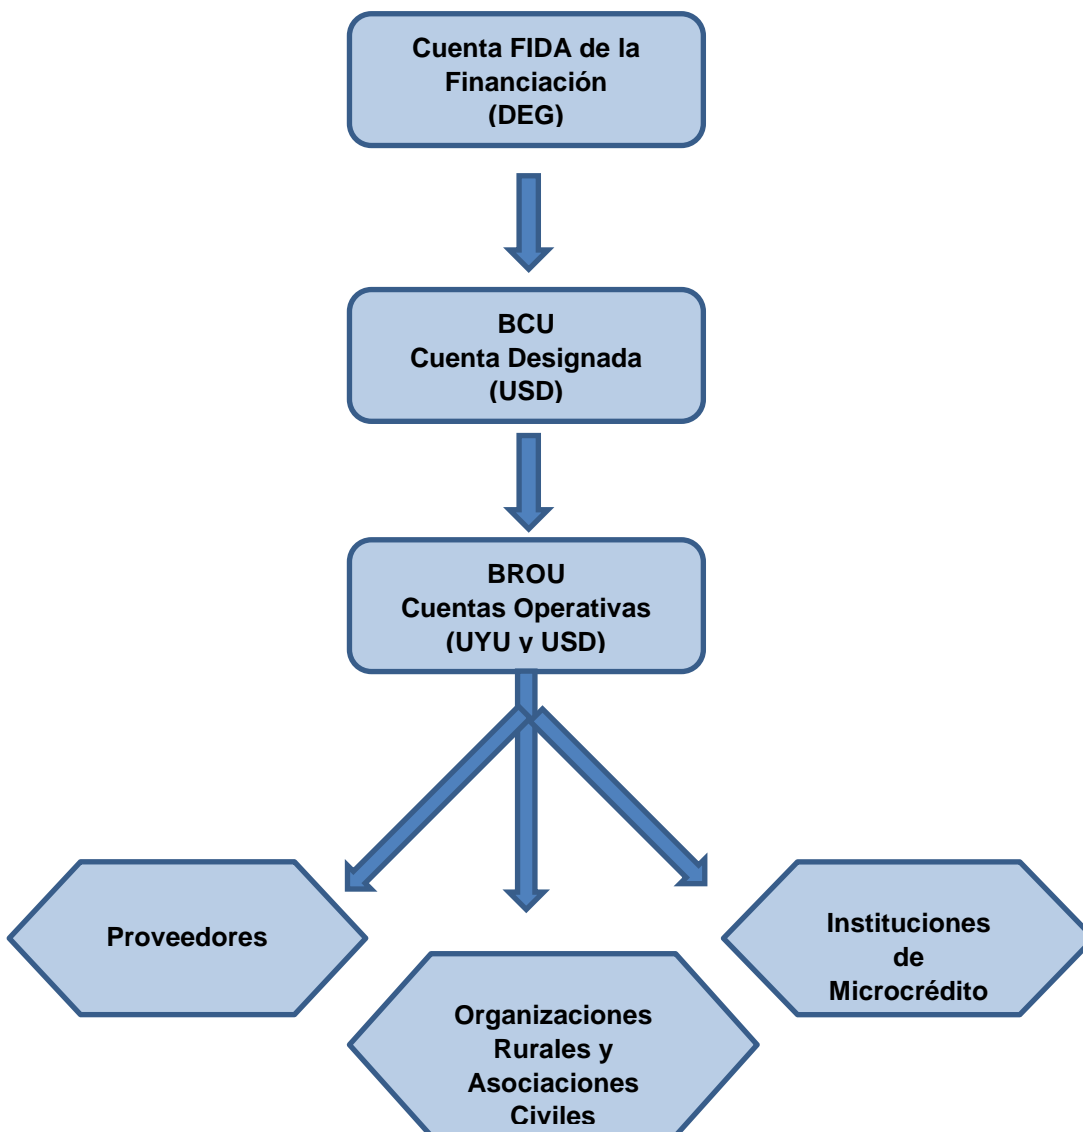 Cuenta FIDA de la
Financiación
(DEG)
BCU
Cuenta Designada
(USD)
BROU
Cuentas Operativas
(UYU y USD)
Proveedores
Instituciones
de
Microcrédito
Organizaciones
Rurales y
Asociaciones
Civiles